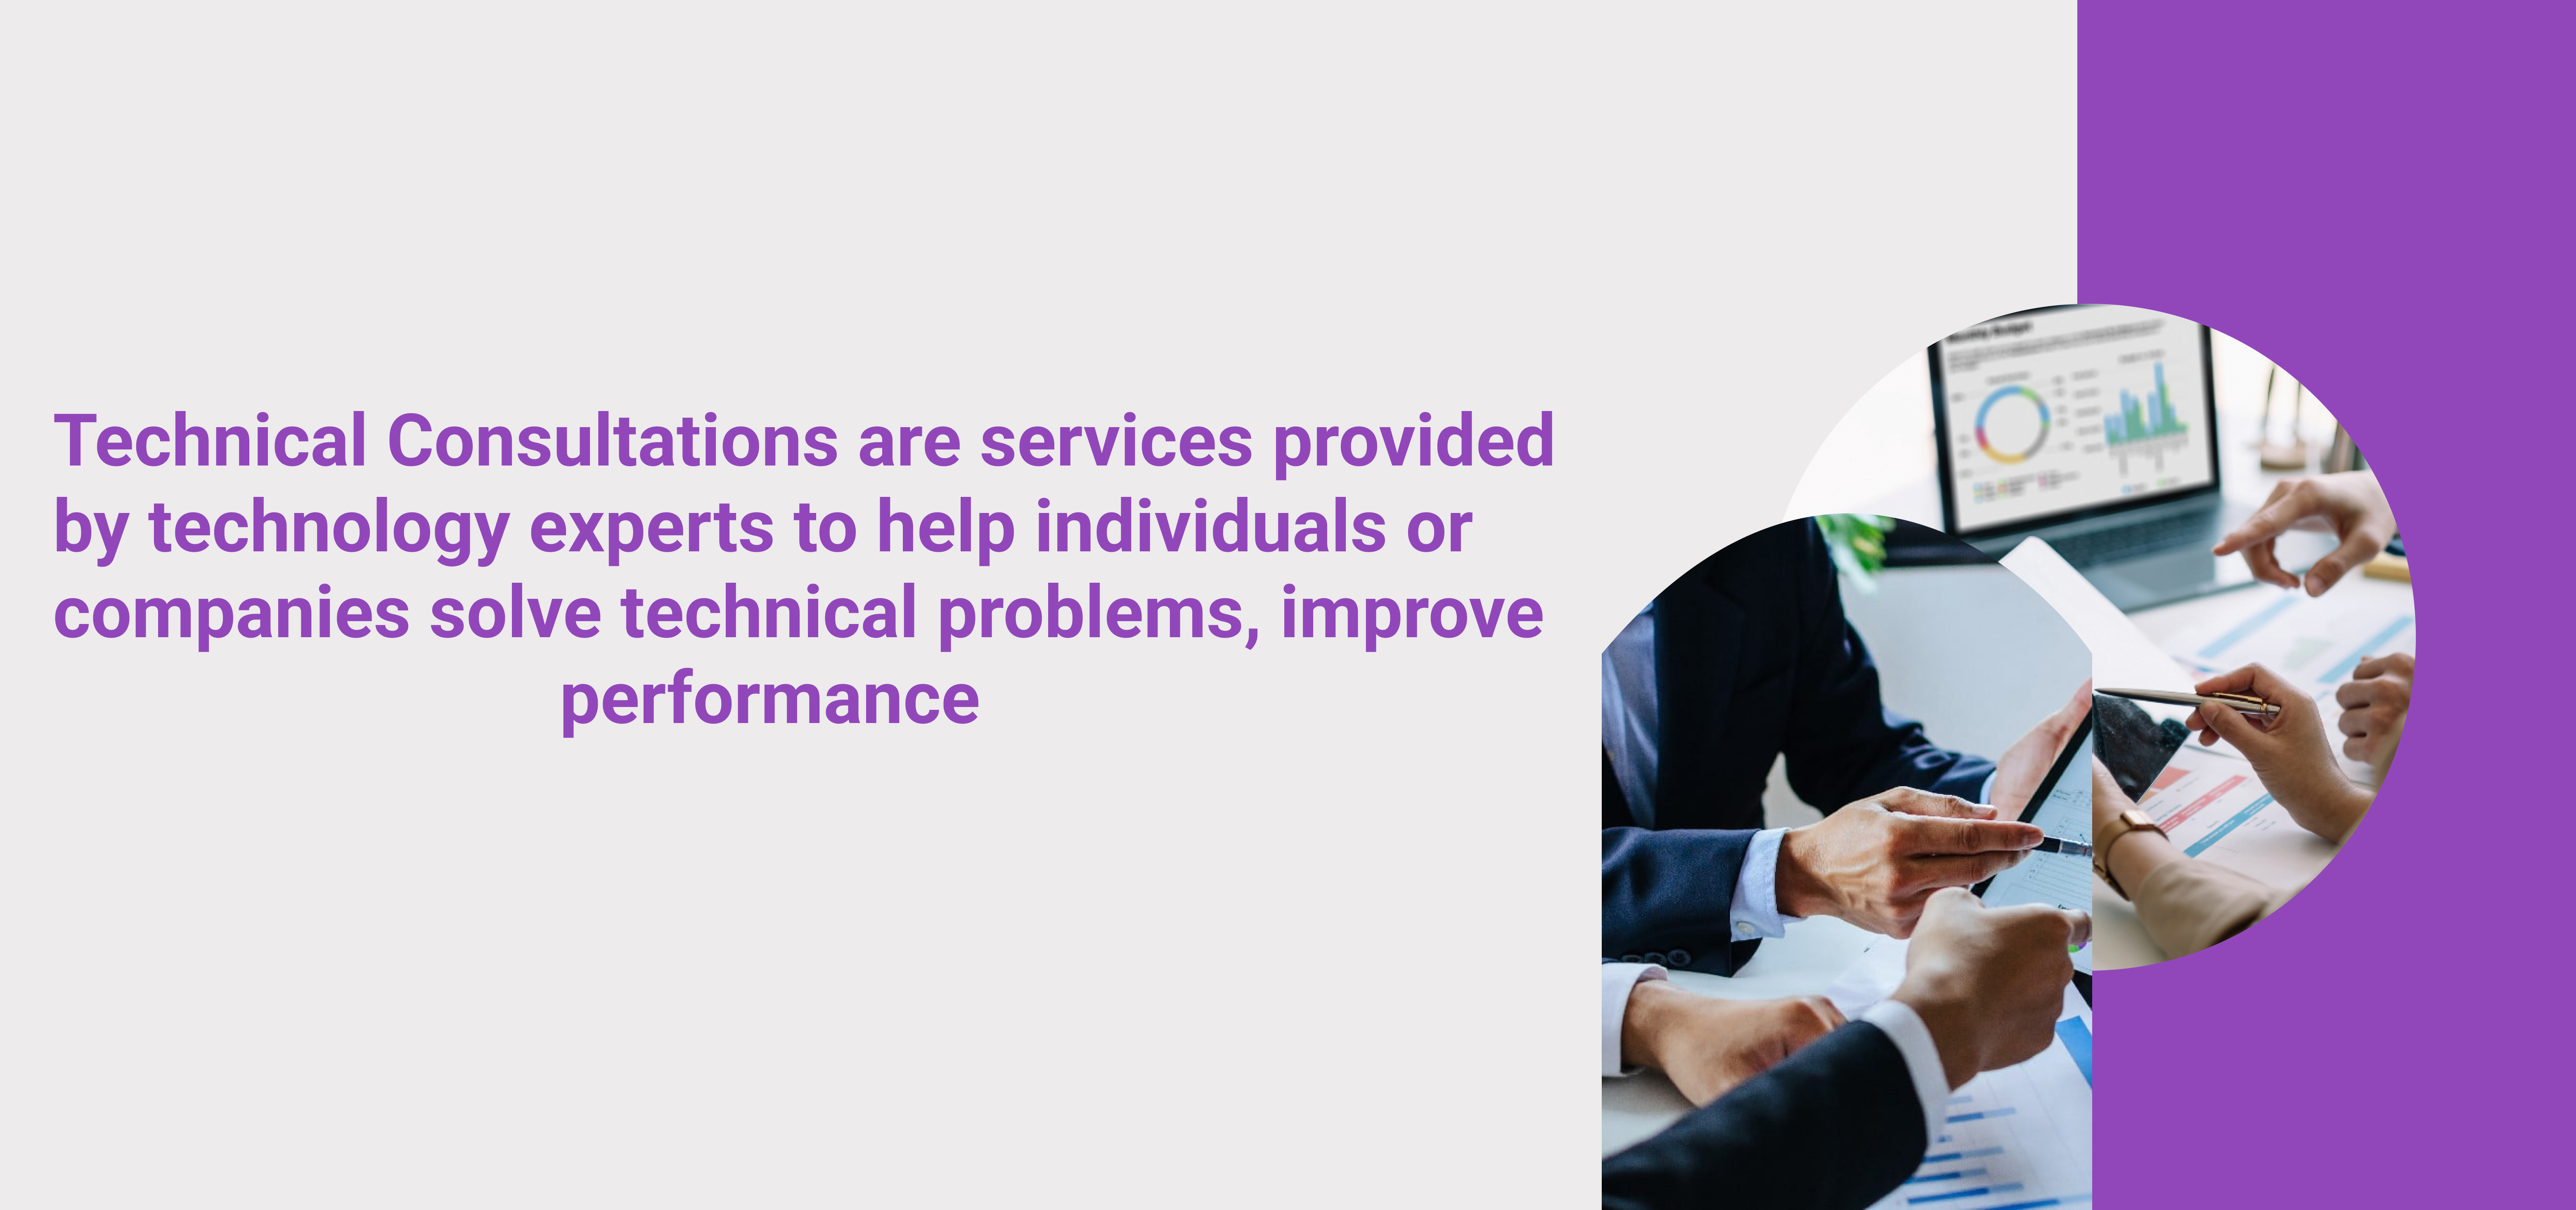 Technical Consultations are services provided
by technology experts to help individuals or
companies solve technical problems, improve
performance